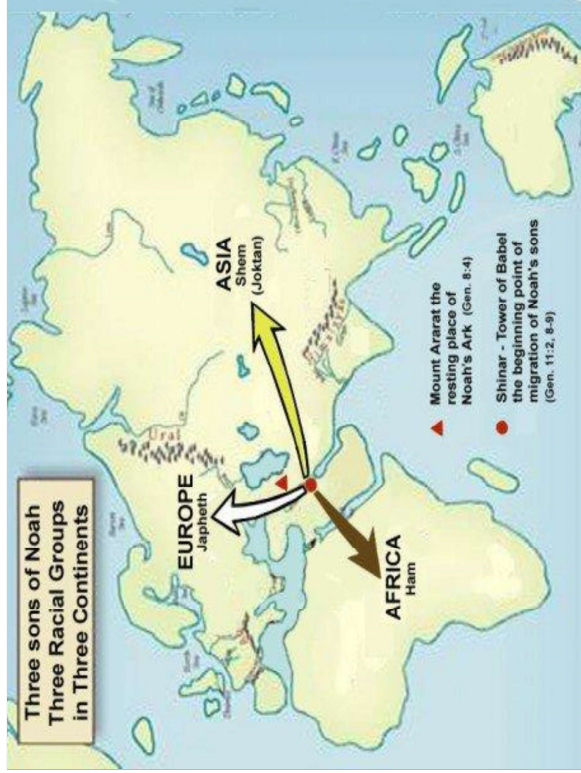 Three sons of Noah
Three Racial Groups
in Three Continents
EUROPE
Japheth
ASIA
Shem
(Joktan)
AFRICA
Ham
Ural
Mount Ararat the
resting place of
Noah's Ark (Gen. 8:4)
Shinar - Tower of Babel
the beginning point of
migration of Noah's sons
(Gen. 11:2, 8-9)